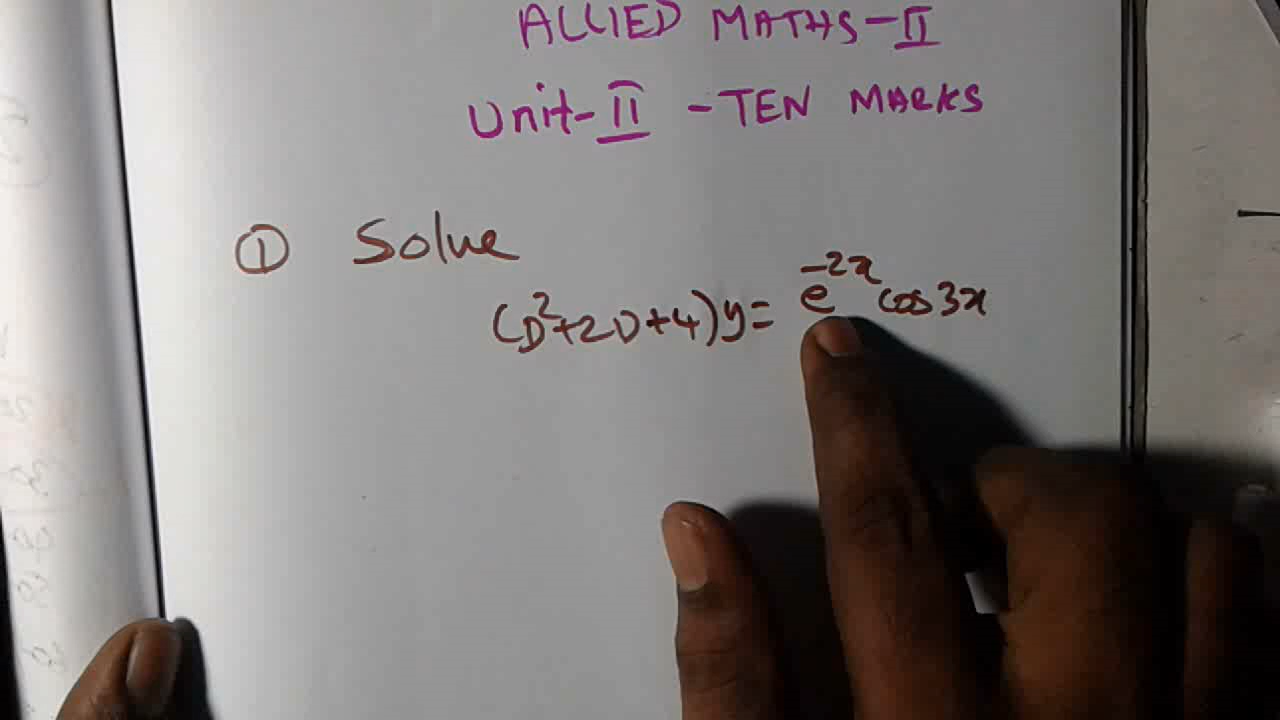 ALLIED MATHS-II
Unit-II - TEN MARKS
① Solve
(D²+2D+4)y = e⁻²ˣ cos3x